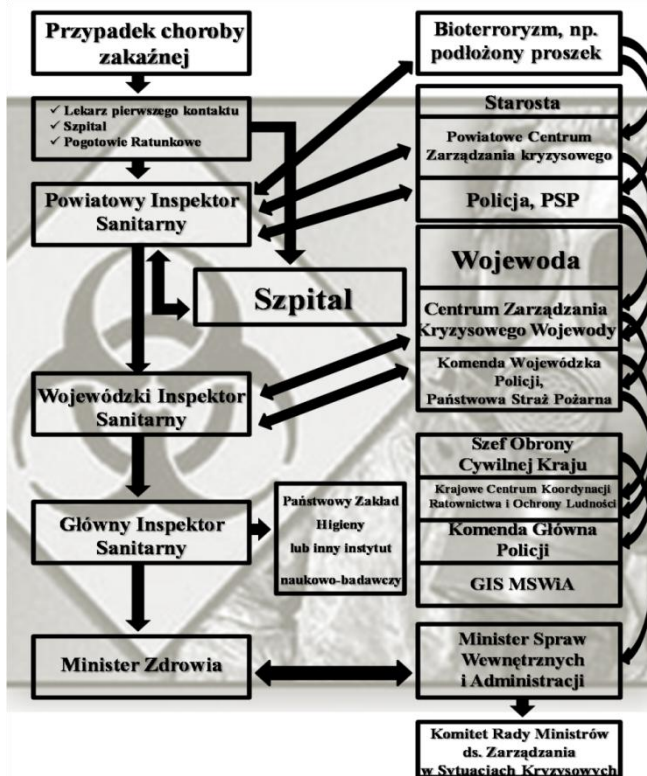 Przypadek choroby
zakaźnej
✓ Lekarz pierwszego kontaktu
✓ Szpital
✓ Pogotowie Ratunkowe
Powiatowy Inspektor
Sanitarny
Szpital
Wojewódzki Inspektor
Sanitarny
Główny Inspektor
Sanitarny
Państwowy Zakład
Higieny
lub inny instytut
naukowo-badawczy
Minister Zdrowia
Bioterroryzm, np.
podłożony proszek
Starosta
Powiatowe Centrum
Zarządzania kryzysowego
Policja, PSP
Wojewoda
Centrum Zarządzania
Kryzysowego Wojewody
Komenda Wojewódzka
Policji,
Państwowa Straż Pożarna
Szef Obrony
Cywilnej Kraju
Krajowe Centrum Koordynacji
Ratownictwa i Ochrony Ludności
Komenda Główna
Policji
GIS MSWiA
Minister Spraw
Wewnętrznych
i Administracji
Komitet Rady Ministrów
ds. Zarządzania
w Sytuacjach Kryzysowych